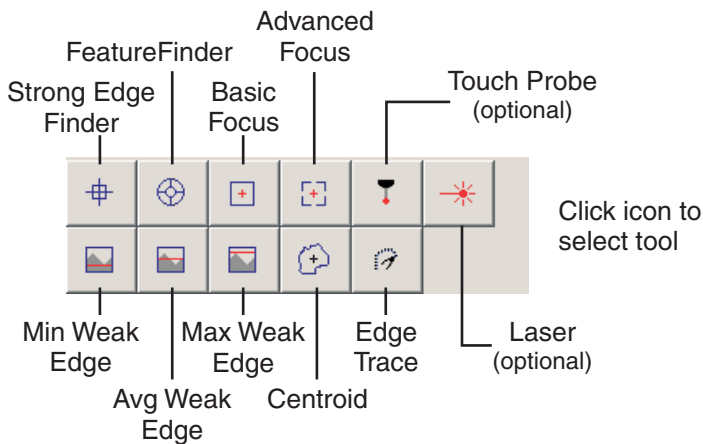 Advanced
Focus
FeatureFinder
Touch Probe
(optional)
Strong Edge
Finder
Basic
Focus
Click icon to
select tool
Min Weak
Edge
Max Weak
Edge
Edge
Trace
Laser
(optional)
Avg Weak
Edge
Centroid